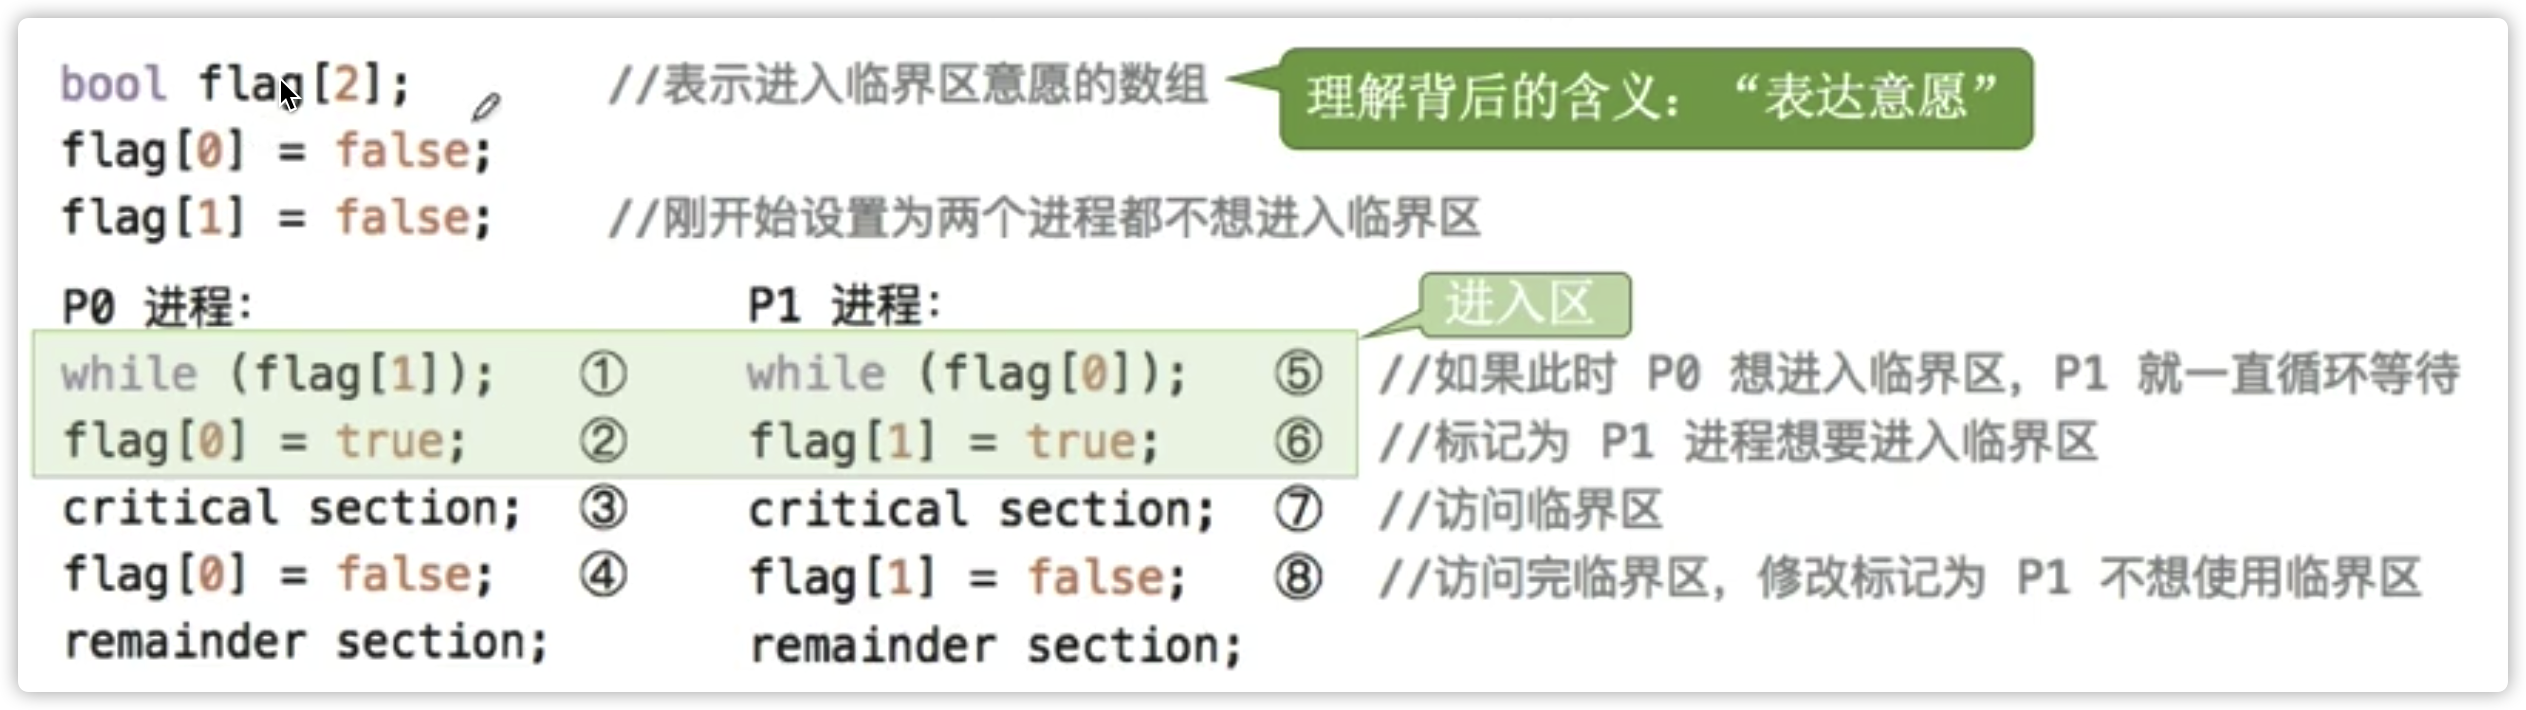 bool flag[2]; //表示进入临界区意愿的数组 理解背后的含义：“表达意愿”
flag[0] = false;
flag[1] = false; //刚开始设置为两个进程都不想进入临界区
P0 进程： P1 进程： 进入区
while (flag[1]); ① while (flag[0]); ⑤ //如果此时 P0 想进入临界区，P1 就一直循环等待
flag[0] = true; ② flag[1] = true; ⑥ //标记为 P1 进程想要进入临界区
critical section; ③ critical section; ⑦ //访问临界区
flag[0] = false; ④ flag[1] = false; ⑧ //访问完临界区，修改标记为 P1 不想使用临界区
remainder section; remainder section;